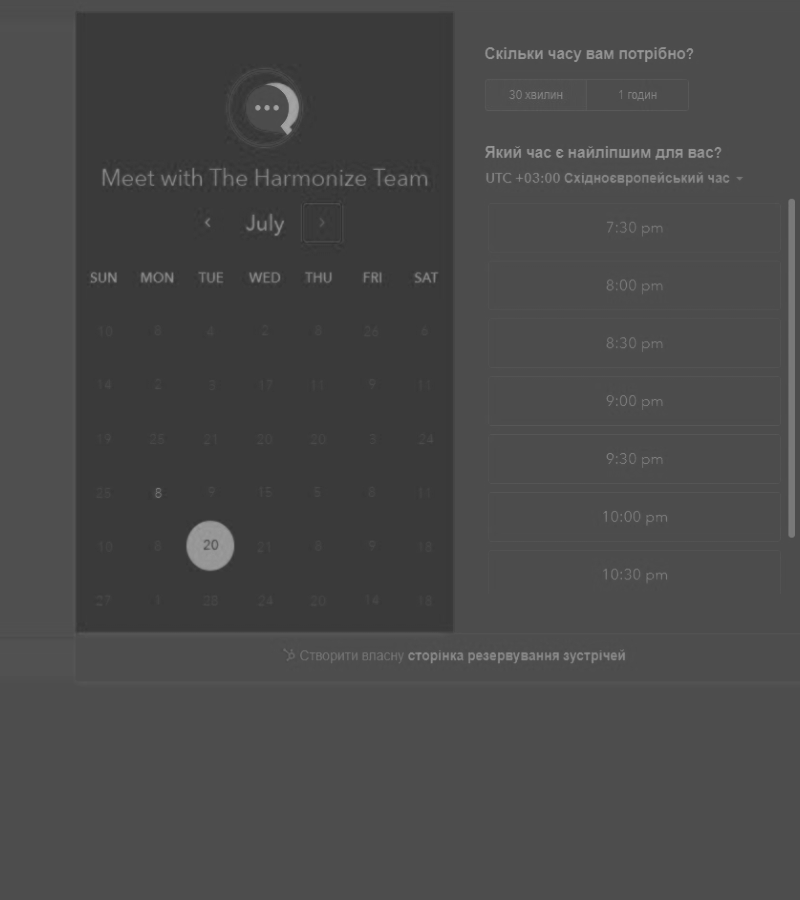 Meet with The Harmonize Team
July
SUN MON TUE WED THU FRI SAT
10 8 4 2 8 26 6
14 2 3 17 11 9 11
19 25 21 20 20 3 24
25 8 9 15 5 8 11
10 6 20 21 8 9 18
27 1 28 24 20 14 18
Скільки часу вам потрібно?
30 хвилин 1 годин
Який час є найліпшим для вас?
UTC +03:00 Східноєвропейський час
7:30 pm
8:00 pm
8:30 pm
9:00 pm
9:30 pm
10:00 pm
10:30 pm
Створити власну сторінка резервування зустрічей